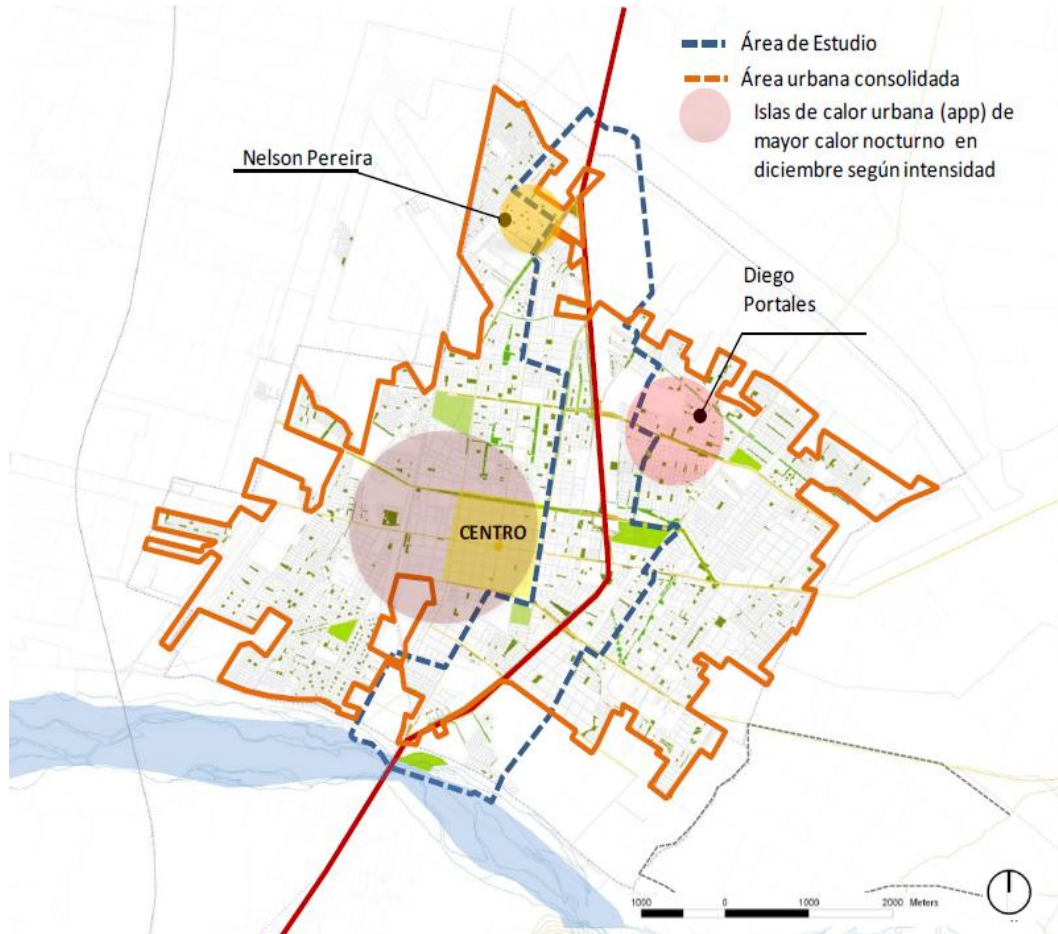 Área de Estudio
Área urbana consolidada
Islas de calor urbana (app) de
mayor calor nocturno en
diciembre según intensidad
Nelson Pereira
Diego
Portales
CENTRO
1000 0 1000 2000 Meters